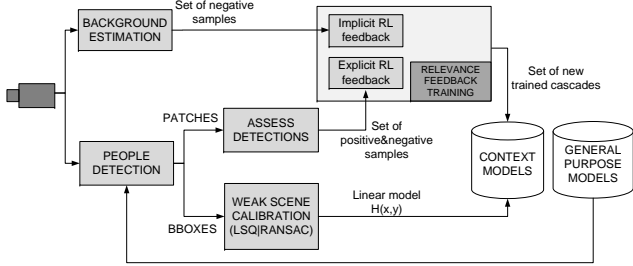 BACKGROUND
ESTIMATION
Set of negative
samples
Implicit RL
feedback
Explicit RL
feedback
RELEVANCE
FEEDBACK
TRAINING
Set of new
trained cascades
PATCHES
ASSESS
DETECTIONS
Set of
positive&negative
samples
PEOPLE
DETECTION
CONTEXT
MODELS
GENERAL
PURPOSE
MODELS
BBOXES
WEAK SCENE
CALIBRATION
(LSQ|RANSAC)
Linear model
H(x,y)